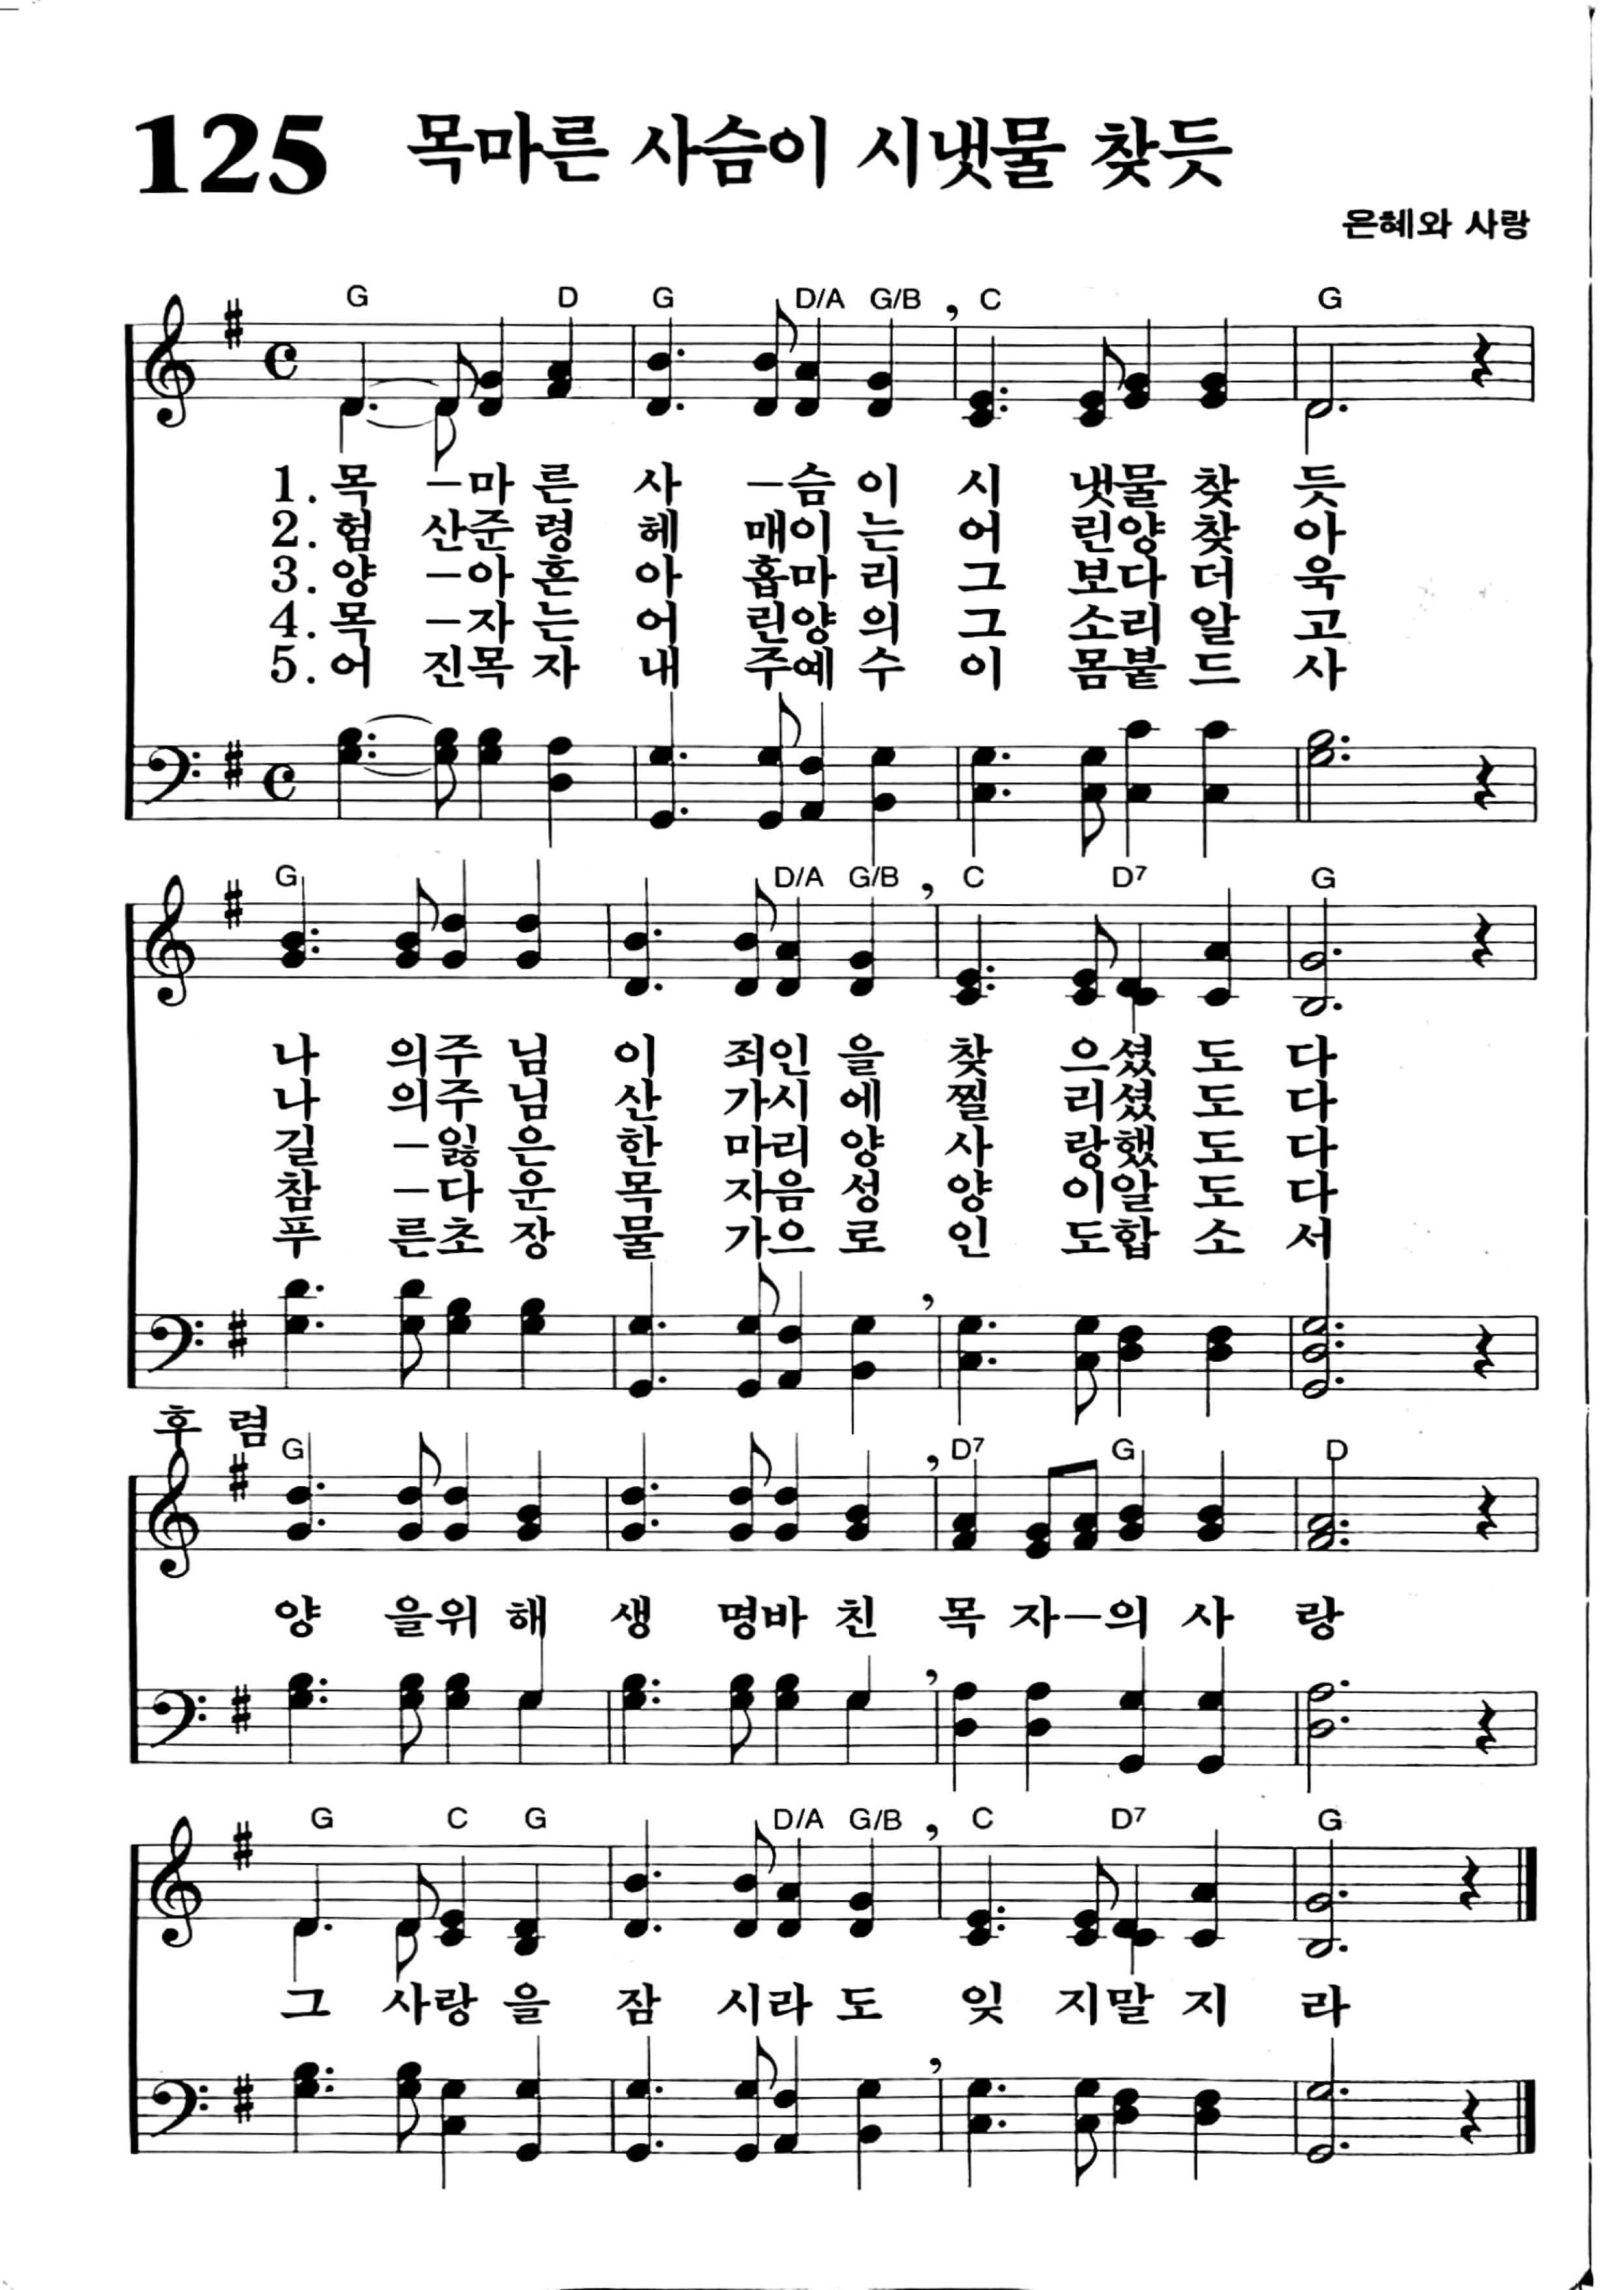 125 목마른 사슴이 시냇물 찾듯
은혜와 사랑
G D G D/A G/B C G
1. 목 –마 른 사 –슴 이 시 냇물 찾 듯
2. 험 산준 령 헤 매이 는 어 린양 찾 아
3. 양 –아 흔 아 홉마 리 그 보다 더 욱
4. 목 –자 는 어 린양 의 그 소리 알 고
5. 어 진목 자 내 주예 수 이 몸붙 드 사
G D/A G/B C D7 G
나 의주 님 이 죄인 을 찾 으셨 도 다
나 의주 님 산 가시 에 찔 리셨 도 다
길 –잃 은 한 마리 양 사 랑했 도 다
참 –다 운 목 자음 성 양 이알 도 다
푸 른초 장 물 가으 로 인 도합 소 서
후 렴
G D7 G D
양 을위 해 생 명바 친 목 자–의 사 랑
G C G D/A G/B C D7 G
그 사랑 을 잠 시라 도 잊 지말 지 라